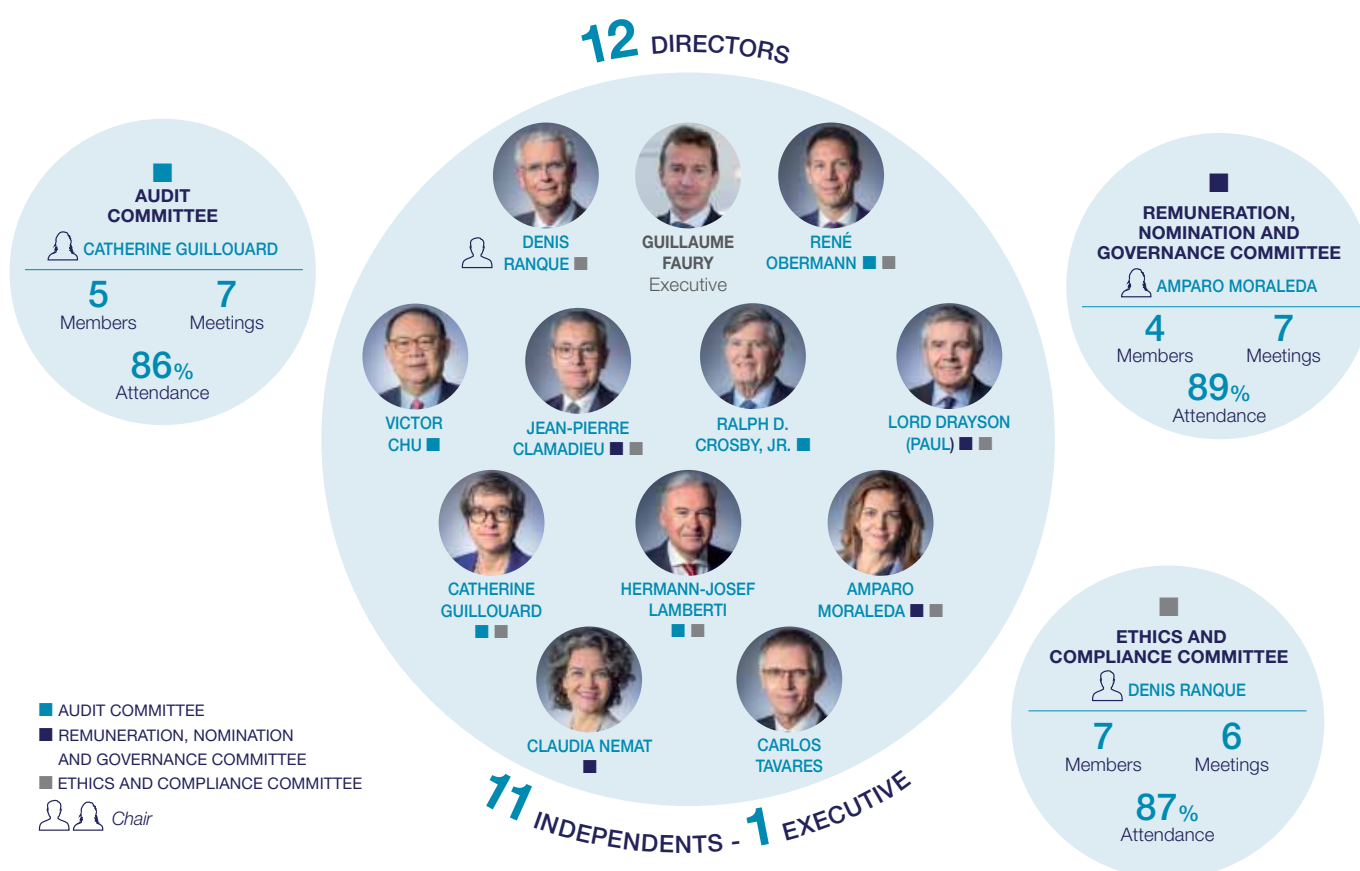 12 DIRECTORS
AUDIT
COMMITTEE
CATHERINE GUILLOUARD
5
Members
7
Meetings
86%
Attendance
DENIS
RANQUE
GUILLAUME
FAURY
Executive
RENÉ
OBERMANN
VICTOR
CHU
JEAN-PIERRE
CLAMADIEU
RALPH D.
CROSBY, JR.
LORD DRAYSON
(PAUL)
CATHERINE
GUILLOUARD
HERMANN-JOSEF
LAMBERTI
AMPARO
MORALEDA
CLAUDIA NEMAT
CARLOS
TAVARES
11 INDEPENDENTS - 1 EXECUTIVE
REMUNERATION,
NOMINATION AND
GOVERNANCE COMMITTEE
AMPARO MORALEDA
4
Members
7
Meetings
89%
Attendance
ETHICS AND
COMPLIANCE COMMITTEE
DENIS RANQUE
7
Members
6
Meetings
87%
Attendance
AUDIT COMMITTEE
REMUNERATION, NOMINATION
AND GOVERNANCE COMMITTEE
ETHICS AND COMPLIANCE COMMITTEE
Chair